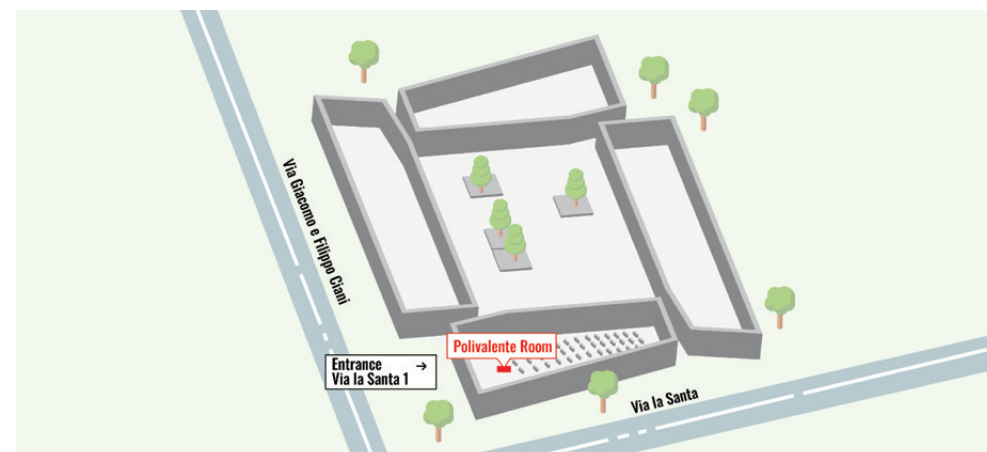 Via Giacomo e Filippo Ciani
Polivalente Room
Entrance →
Via la Santa 1
Via la Santa